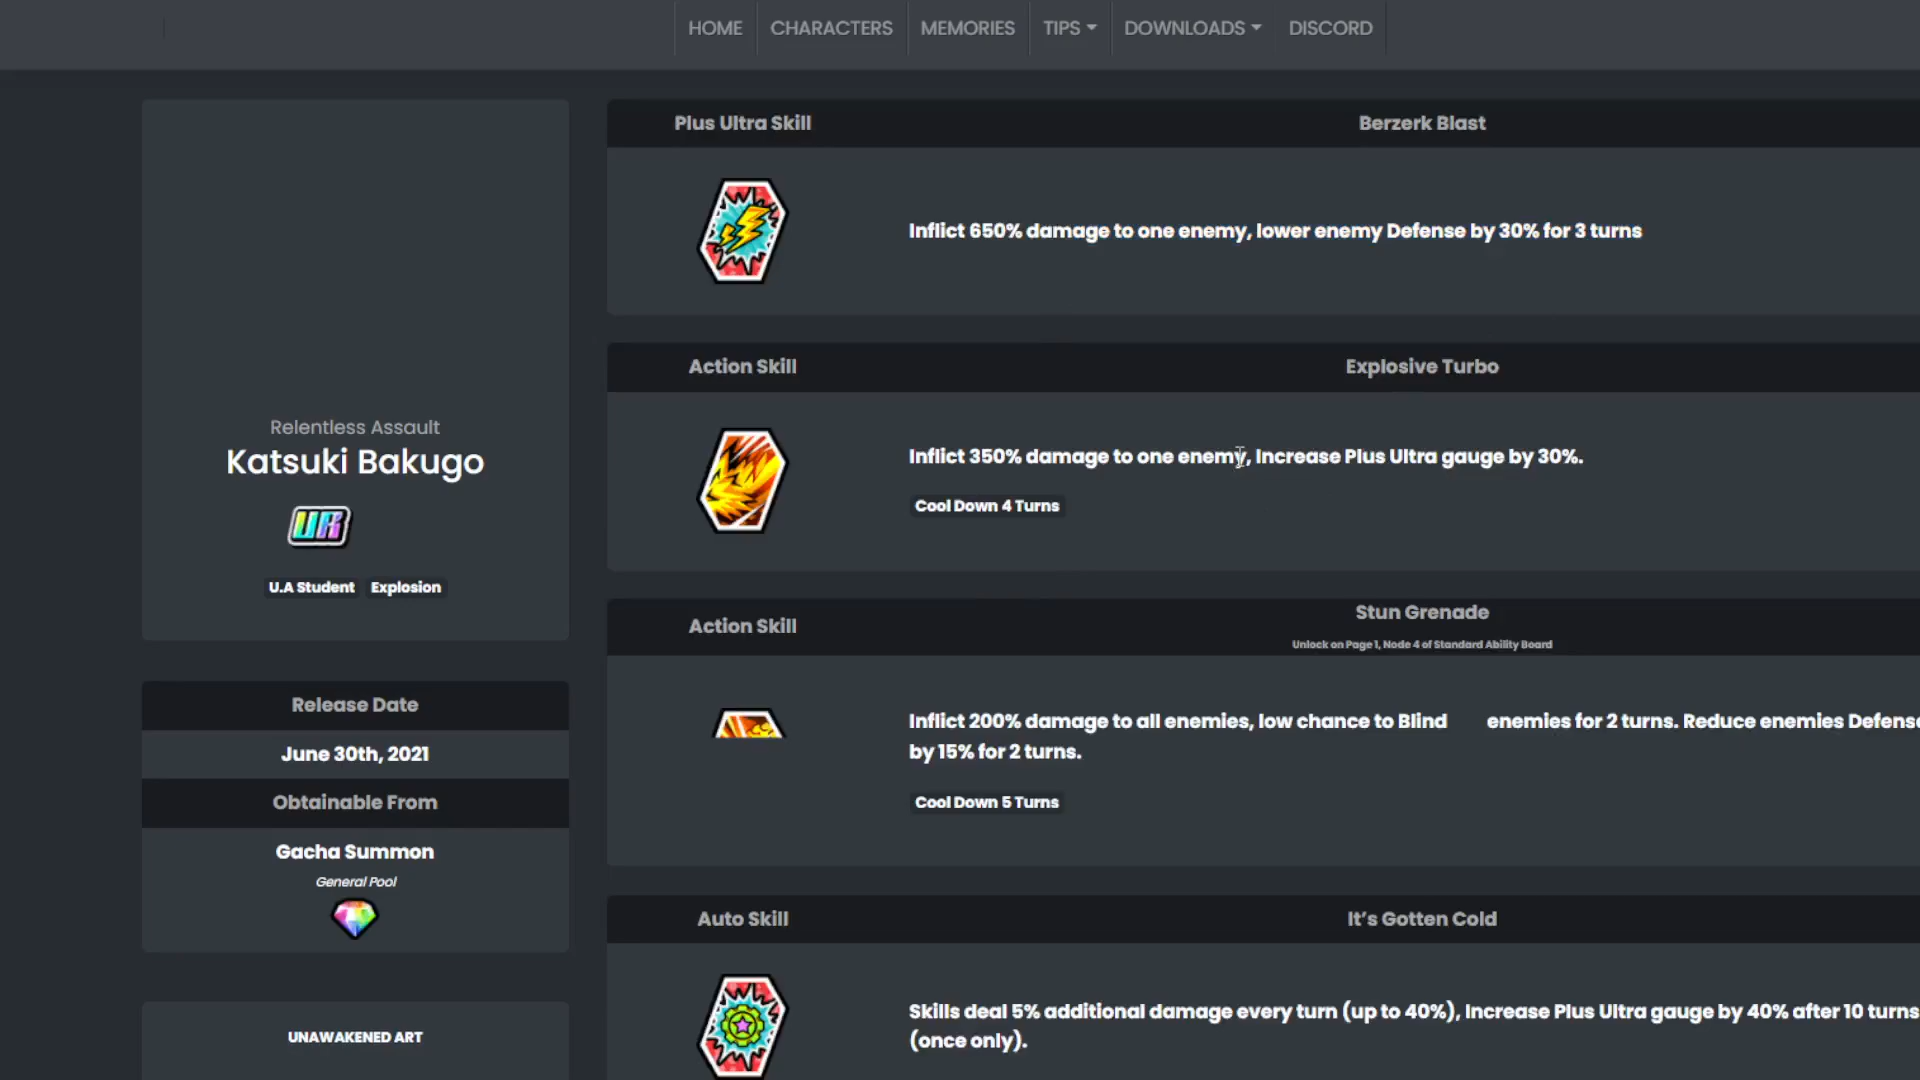 HOME CHARACTERS MEMORIES TIPS DOWNLOADS DISCORD
Relentless Assault
Katsuki Bakugo
UR
U.A Student Explosion
Release Date
June 30th, 2021
Obtainable From
Gacha Summon
General Pool
UNAWAKENED ART
Plus Ultra Skill Berzerk Blast
Inflict 650% damage to one enemy, lower enemy Defense by 30% for 3 turns
Action Skill Explosive Turbo
Inflict 350% damage to one enemy, Increase Plus Ultra gauge by 30%.
Cool Down 4 Turns
Action Skill Stun Grenade
Unlock on Page 1, Node 4 of Standard Ability Board
Inflict 200% damage to all enemies, low chance to Blind enemies for 2 turns. Reduce enemies Defense
by 15% for 2 turns.
Cool Down 5 Turns
Auto Skill It's Gotten Cold
Skills deal 5% additional damage every turn (up to 40%), Increase Plus Ultra gauge by 40% after 10 turns
(once only).